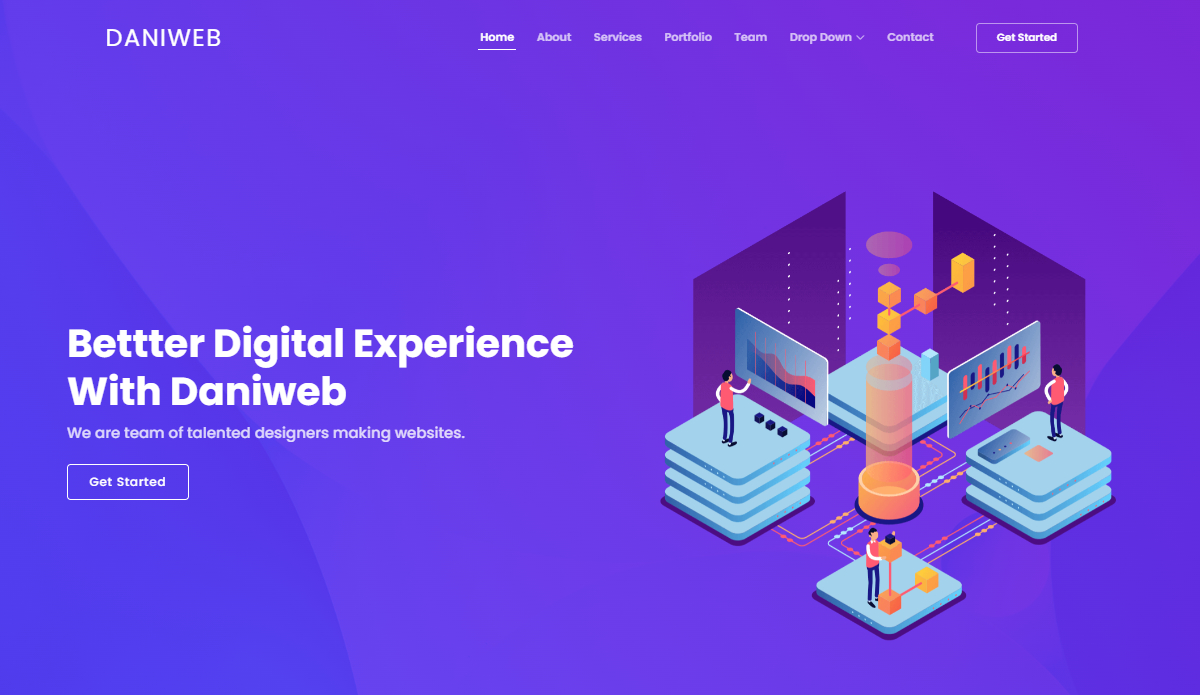 DANIWEB
Home About Services Portfolio Team Drop Down Contact Get Started
Bettter Digital Experience
With Daniweb
We are team of talented designers making websites.
Get Started